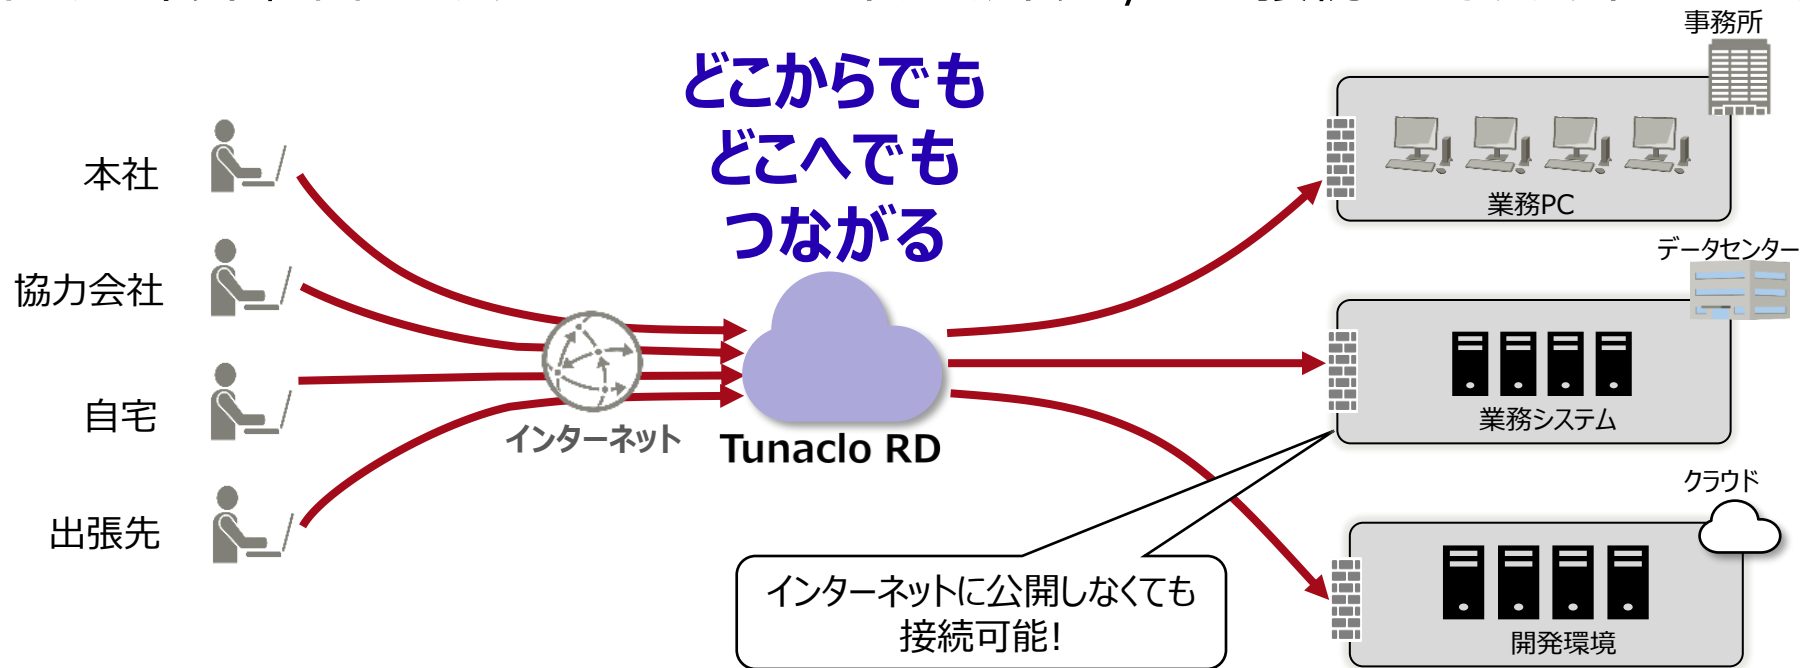 どこからでも
どこへでも
つながる
本社
協力会社
自宅
出張先
インターネット
Tunaclo RD
事務所
業務PC
データセンター
業務システム
クラウド
開発環境
インターネットに公開しなくても
接続可能!